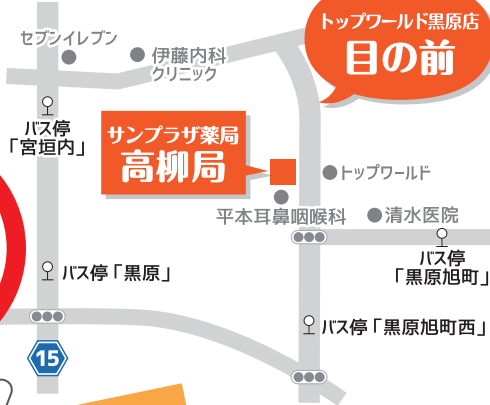 トップワールド黒原店
目の前
セブンイレブン
伊藤内科
クリニック
バス停
「宮垣内」
サンプラザ薬局
高柳局
トップワールド
平本耳鼻咽喉科
清水医院
バス停
「黒原旭町」
バス停「黒原」
バス停「黒原旭町西」
15